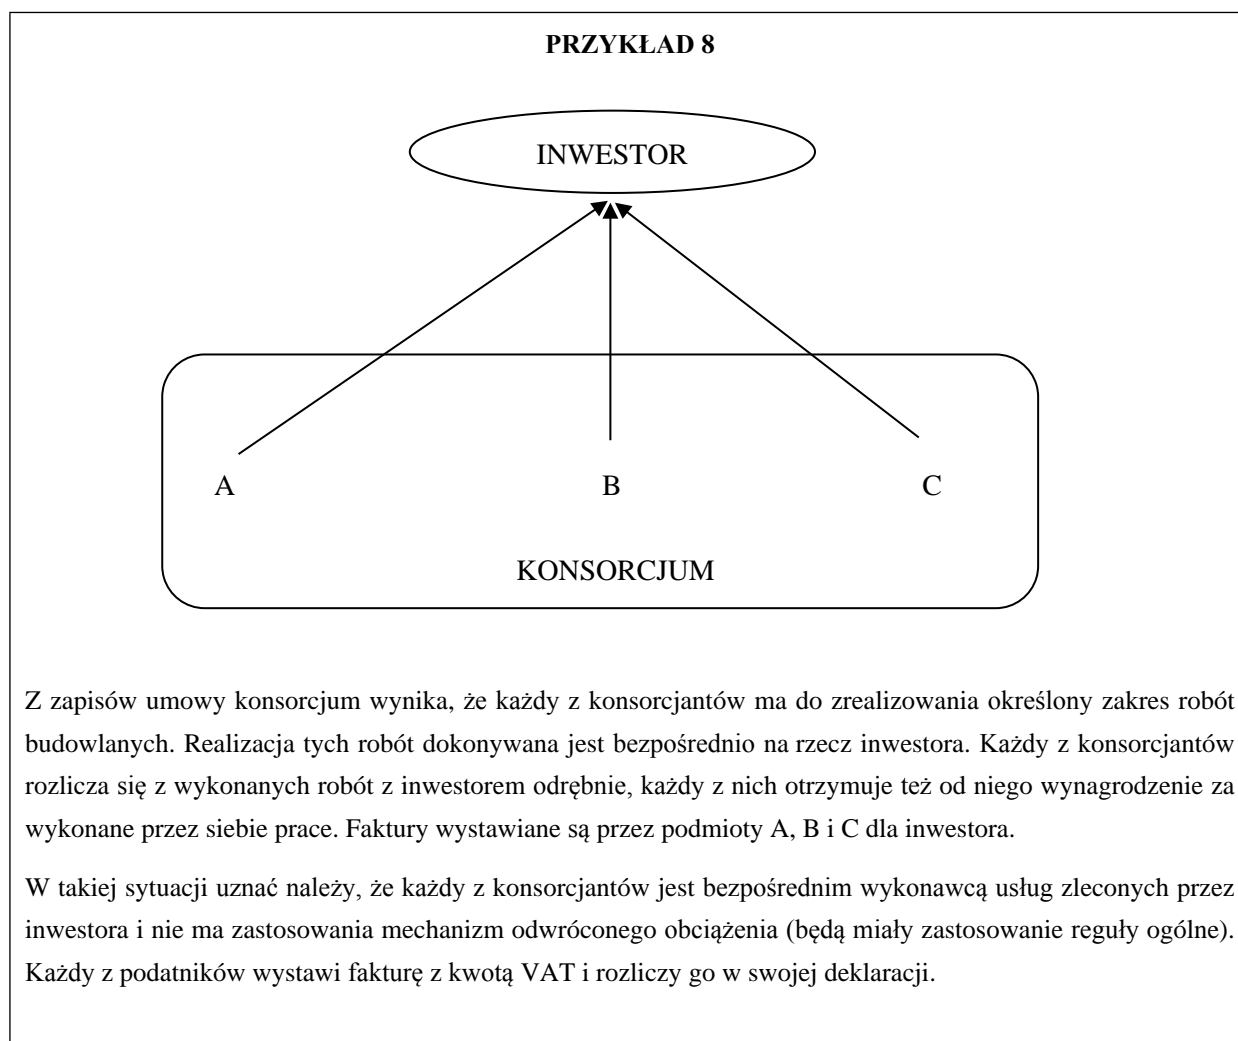 PRZYKŁAD 8
INWESTOR
A B C
KONSORCJUM
Z zapisów umowy konsorcjum wynika, że każdy z konsorcjantów ma do zrealizowania określony zakres robót
budowlanych. Realizacja tych robót dokonywana jest bezpośrednio na rzecz inwestora. Każdy z konsorcjantów
rozlicza się z wykonanych robót z inwestorem odrębnie, każdy z nich otrzymuje też od niego wynagrodzenie za
wykonane przez siebie prace. Faktury wystawiane są przez podmioty A, B i C dla inwestora.
W takiej sytuacji uznać należy, że każdy z konsorcjantów jest bezpośrednim wykonawcą usług zleconych przez
inwestora i nie ma zastosowania mechanizm odwróconego obciążenia (będą miały zastosowanie reguły ogólne).
Każdy z podatników wystawi fakturę z kwotą VAT i rozliczy go w swojej deklaracji.